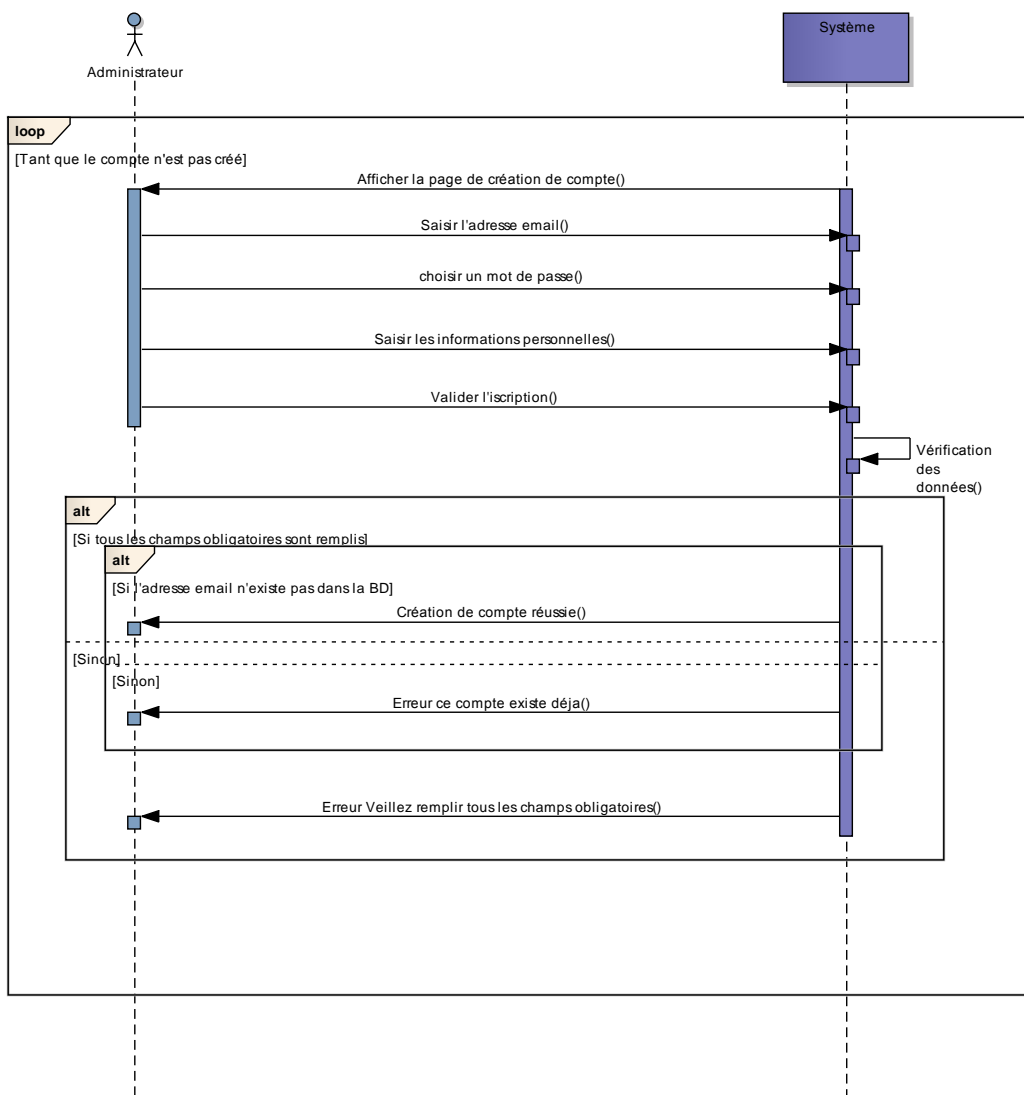 Système
Administrateur
loop
[Tant que le compte n'est pas créé]
Afficher la page de création de compte()
Saisir l'adresse email()
choisir un mot de passe()
Saisir les informations personnelles()
Valider l'iscription()
Vérification
des
données()
alt
[Si tous les champs obligatoires sont remplis]
alt
[Si l'adresse email n'existe pas dans la BD]
Création de compte réussie()
[Sinon]
[Sinon]
Erreur ce compte existe déja()
Erreur Veillez remplir tous les champs obligatoires()